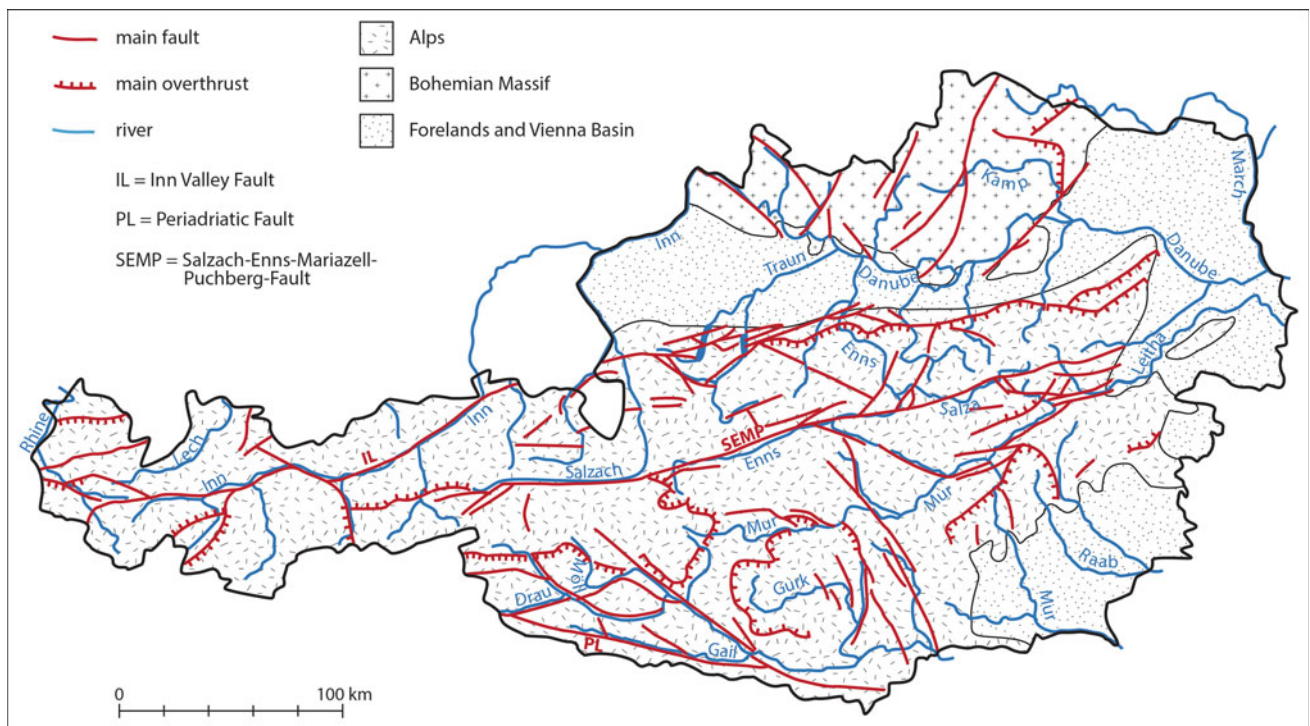 main fault
main overthrust
river
IL = Inn Valley Fault
PL = Periadriatic Fault
SEMP = Salzach-Enns-Mariazell-
Puchberg-Fault
Alps
Bohemian Massif
Forelands and Vienna Basin
Kamp
March
Inn
Traun
Danube
Danube
Enns
Leitha
Rhine
Lech
Inn
IL
Inn
Salzach
SEMP
Enns
Salza
Mur
Mur
Möll
Drau
Gurk
Raab
Mur
PL
Gail
0
100 km